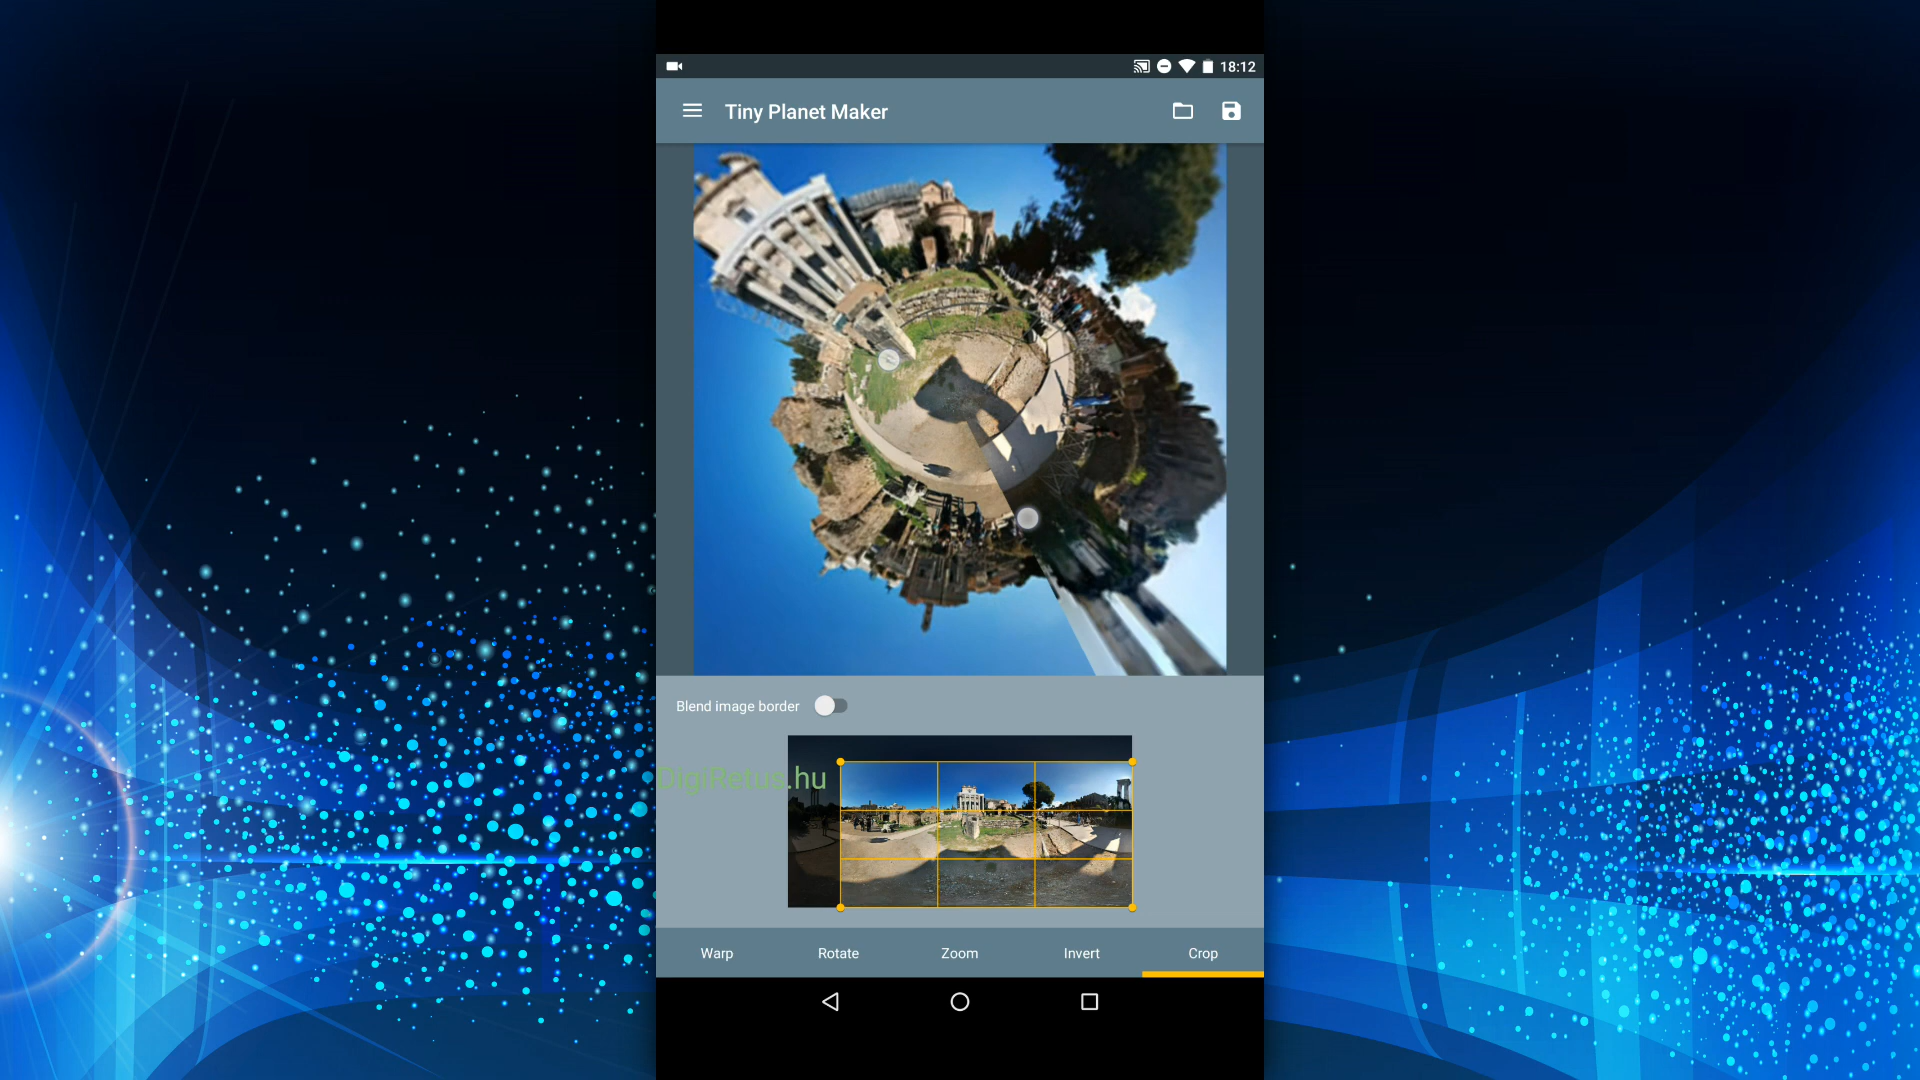 18:12
Tiny Planet Maker
Blend image border
DigiRetus.hu
Warp Rotate Zoom Invert Crop